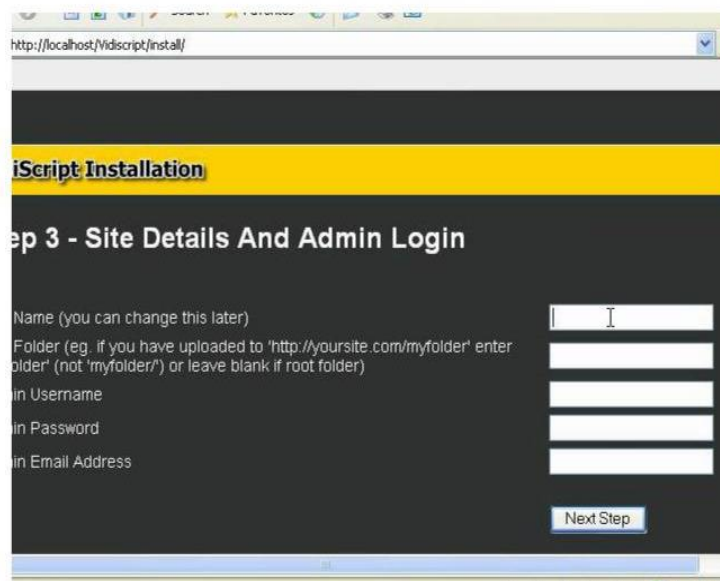 Search Favorites
http://localhost/Vidiscript/install/
iScript Installation
ep 3 - Site Details And Admin Login
Name (you can change this later)
Folder (eg. if you have uploaded to 'http://yoursite.com/myfolder' enter
older' (not 'myfolder/') or leave blank if root folder)
in Username
in Password
in Email Address
Next Step